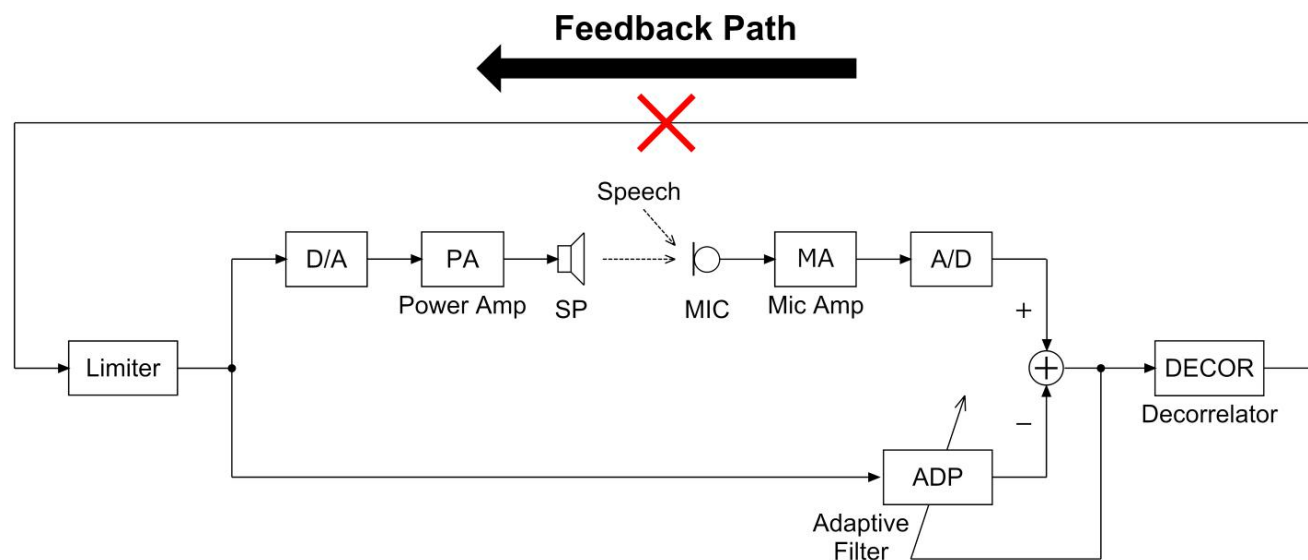 Feedback Path
Speech
D/A
PA
MA
A/D
Power Amp
SP
MIC
Mic Amp
+
Limiter
+
DECOR
Decorrelator
−
ADP
Adaptive
Filter